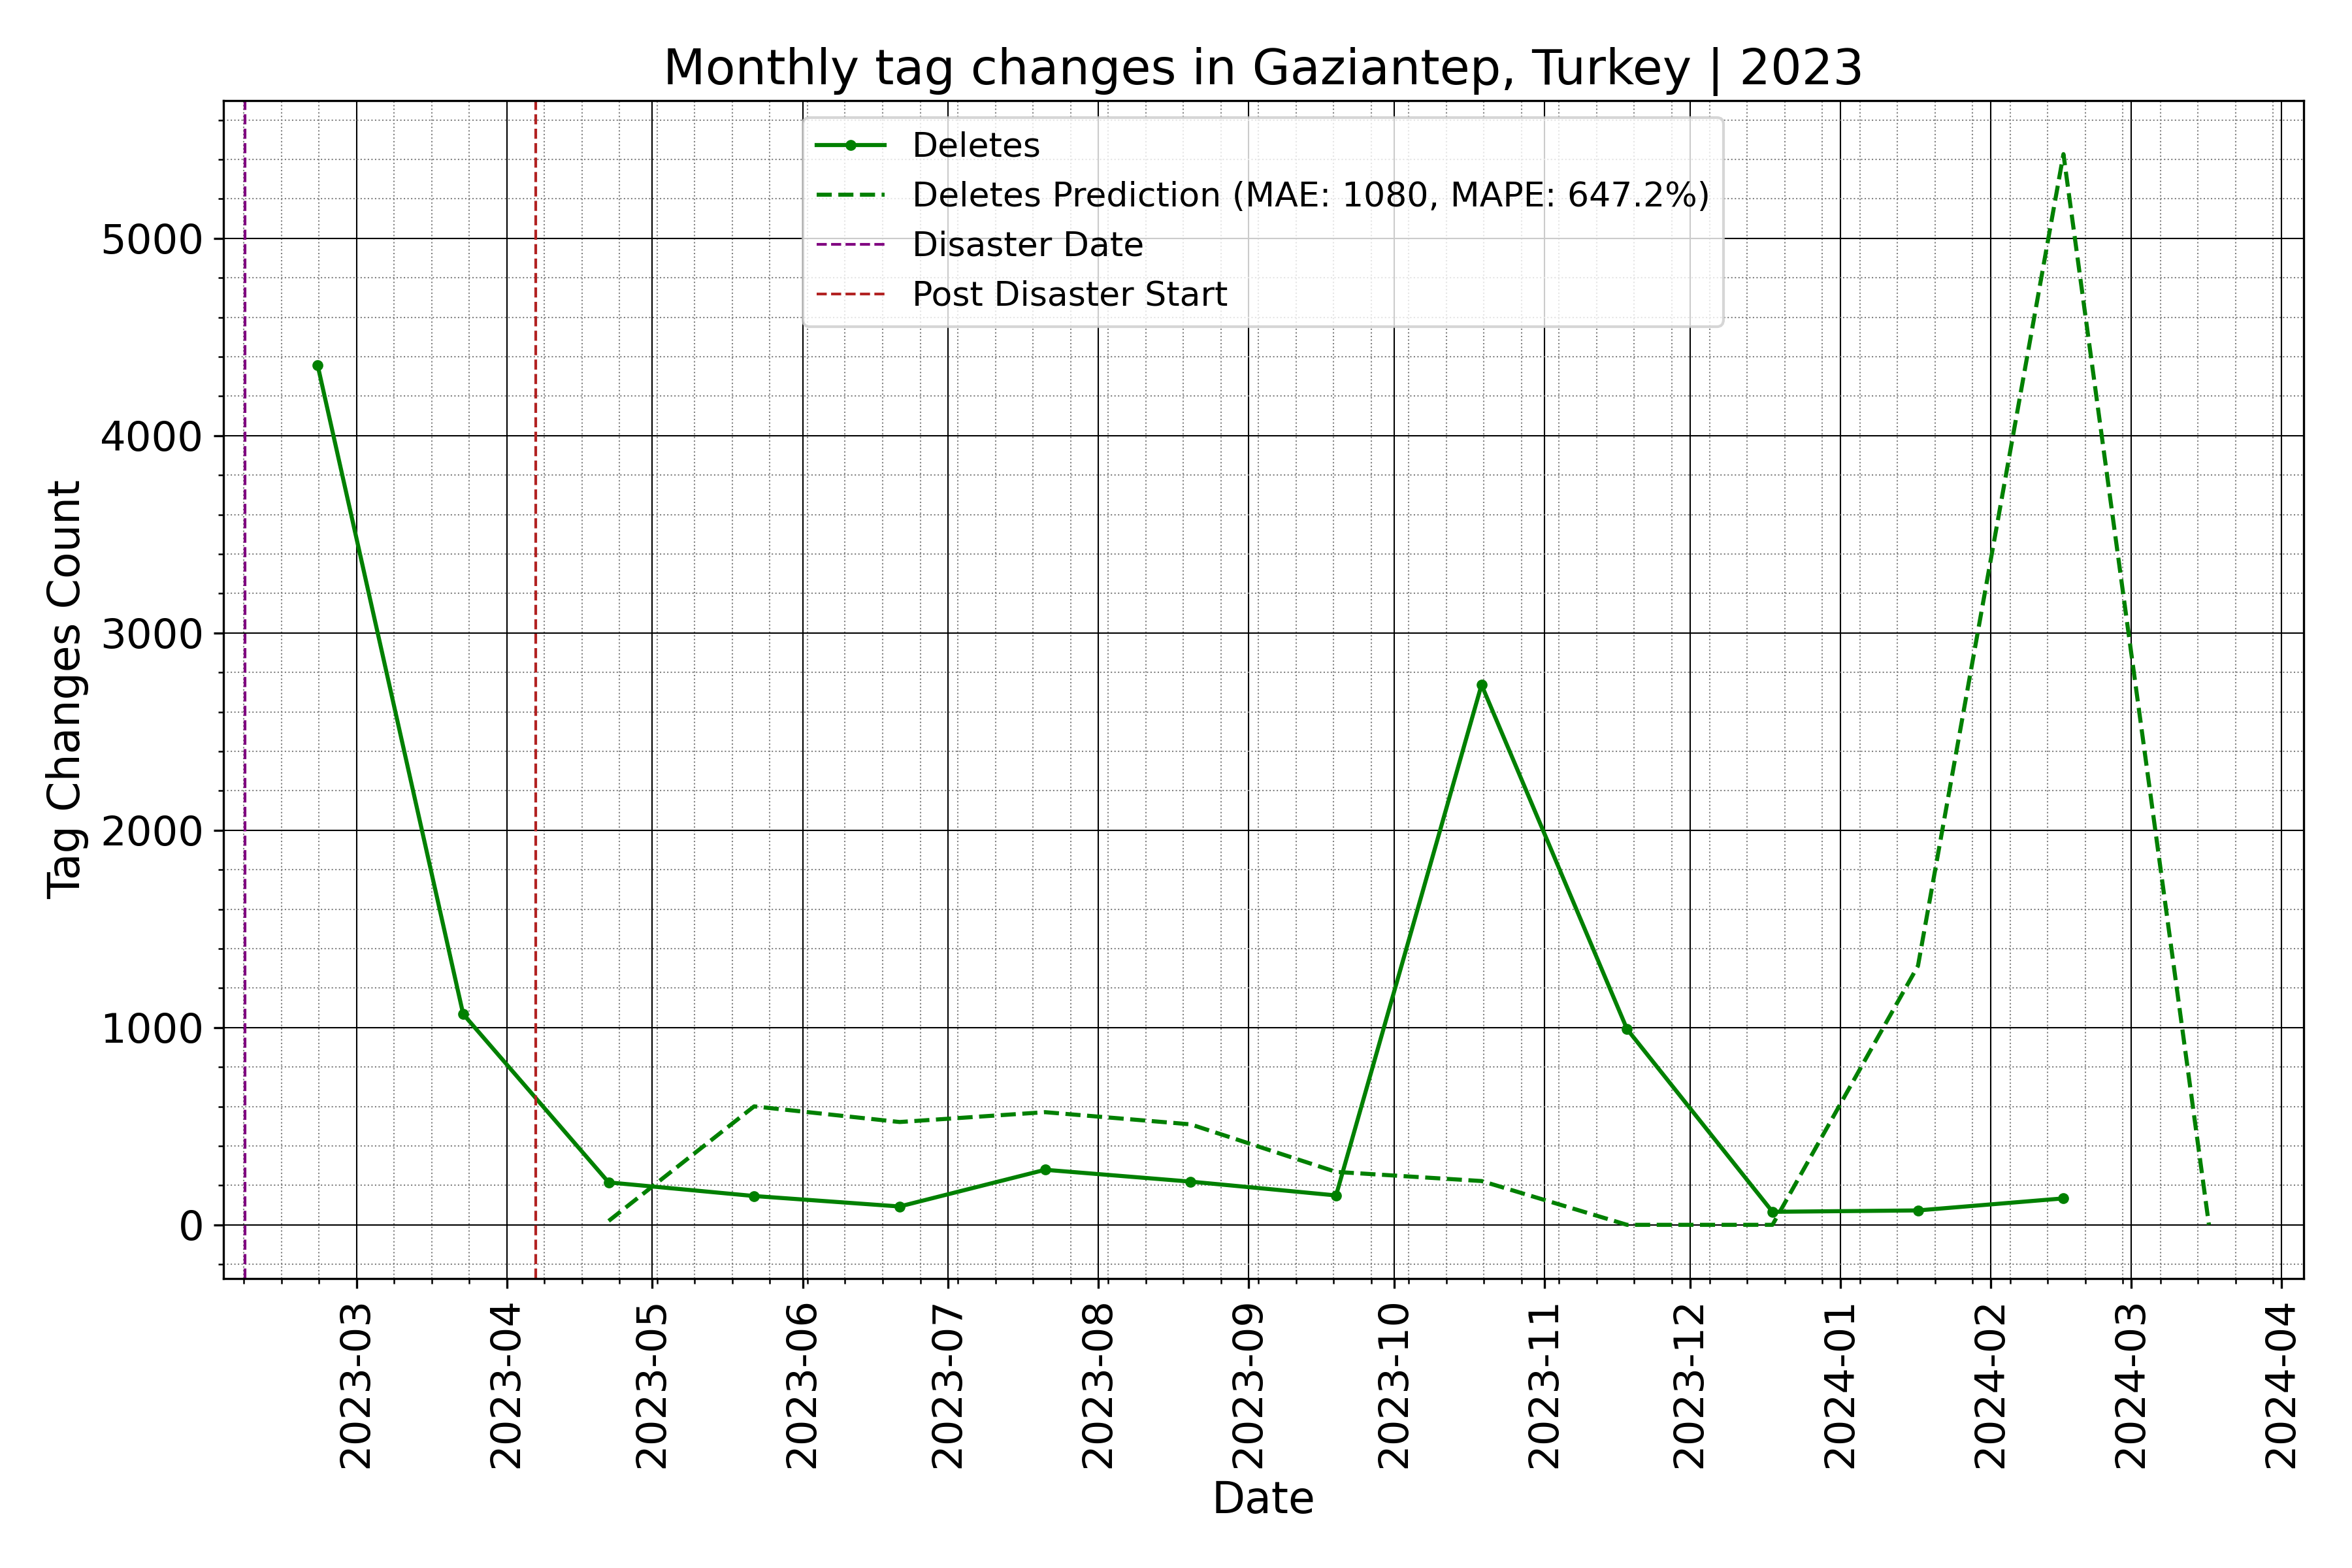 Monthly tag changes in Gaziantep, Turkey | 2023
Deletes
Deletes Prediction (MAE: 1080, MAPE: 647.2%)
Disaster Date
Post Disaster Start
Tag Changes Count
5000
4000
3000
2000
1000
0
2023-03
2023-04
2023-05
2023-06
2023-07
2023-08
2023-09
2023-10
2023-11
2023-12
2024-01
2024-02
2024-03
2024-04
Date